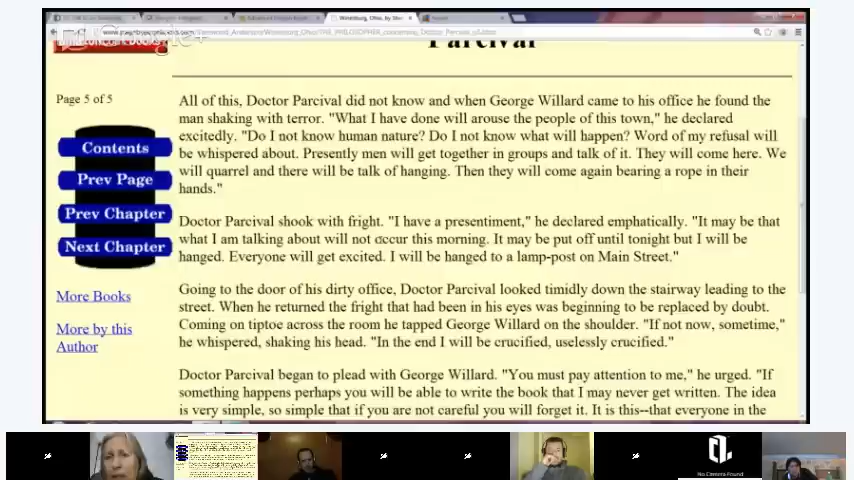 Winesburg, Ohio, by She
Google+
Parcival
Page 5 of 5
Contents
Prev Page
Prev Chapter
Next Chapter
More Books
More by this
Author
All of this, Doctor Parcival did not know and when George Willard came to his office he found the
man shaking with terror. "What I have done will arouse the people of this town," he declared
excitedly. "Do I not know human nature? Do I not know what will happen? Word of my refusal will
be whispered about. Presently men will get together in groups and talk of it. They will come here. We
will quarrel and there will be talk of hanging. Then they will come again bearing a rope in their
hands."
Doctor Parcival shook with fright. "I have a presentiment," he declared emphatically. "It may be that
what I am talking about will not occur this morning. It may be put off until tonight but I will be
hanged. Everyone will get excited. I will be hanged to a lamp-post on Main Street."
Going to the door of his dirty office, Doctor Parcival looked timidly down the stairway leading to the
street. When he returned the fright that had been in his eyes was beginning to be replaced by doubt.
Coming on tiptoe across the room he tapped George Willard on the shoulder. "If not now, sometime,"
he whispered, shaking his head. "In the end I will be crucified, uselessly crucified."
Doctor Parcival began to plead with George Willard. "You must pay attention to me," he urged. "If
something happens perhaps you will be able to write the book that I may never get written. The idea
is very simple, so simple that if you are not careful you will forget it. It is this--that everyone in the
No Camera Found